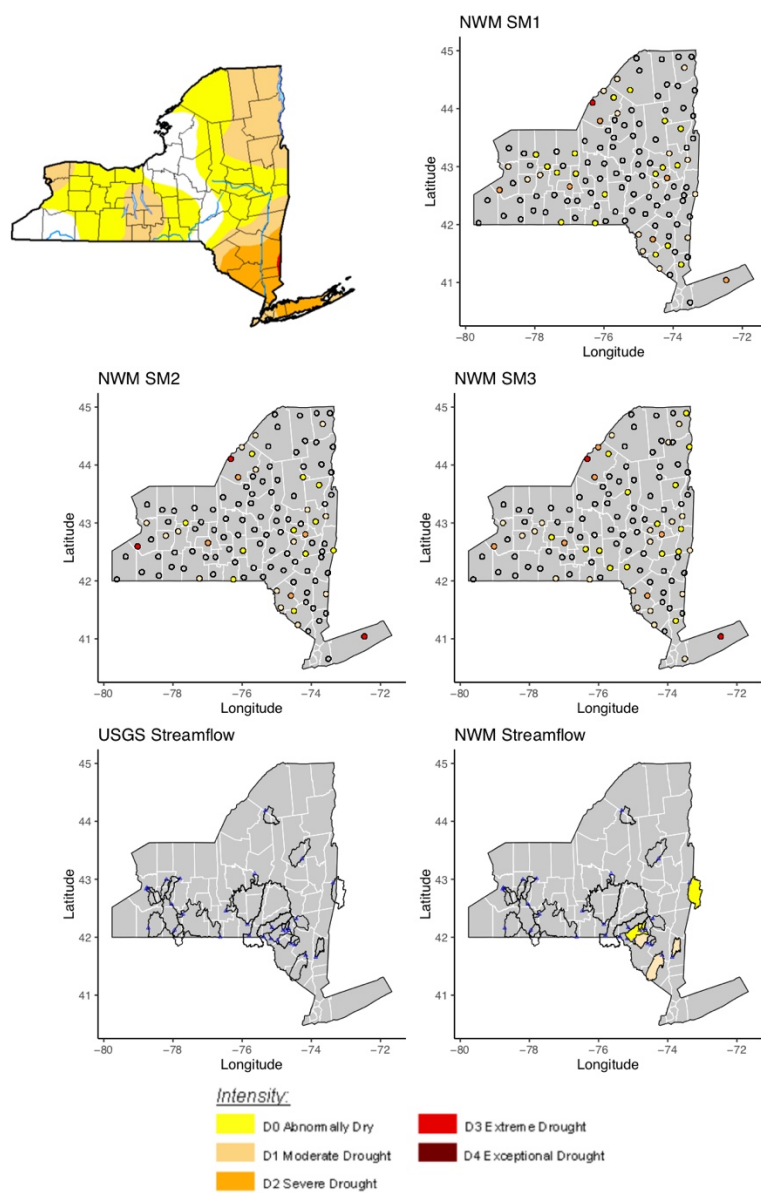 NWM SM1
45
44
43
42
41
Latitude
−80 −78 −76 −74 −72
Longitude
NWM SM2 NWM SM3
45 45
44 44
43 43
42 42
41 41
Latitude Latitude
−80 −78 −76 −74 −72 −80 −78 −76 −74 −72
Longitude Longitude
USGS Streamflow NWM Streamflow
45 45
44 44
43 43
42 42
41 41
Latitude Latitude
−80 −78 −76 −74 −72 −80 −78 −76 −74 −72
Longitude Longitude
Intensity:
D0 Abnormally Dry D3 Extreme Drought
D1 Moderate Drought D4 Exceptional Drought
D2 Severe Drought